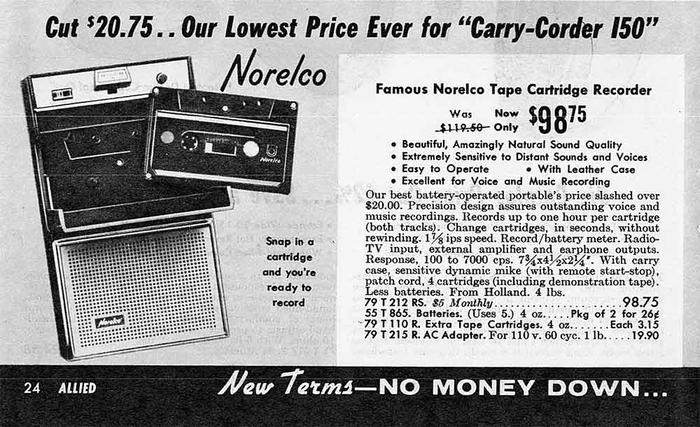 Cut $20.75.. Our Lowest Price Ever for "Carry-Corder 150"
Norelco
Famous Norelco Tape Cartridge Recorder
Was $119.50 Now Only $98.75
• Beautiful, Amazingly Natural Sound Quality
• Extremely Sensitive to Distant Sounds and Voices
• Easy to Operate • With Leather Case
• Excellent for Voice and Music Recording
Our best battery-operated portable's price slashed over
$20.00. Precision design assures outstanding voice and
music recordings. Records up to one hour per cartridge
(both tracks). Change cartridges, in seconds, without
rewinding. 1⅞ ips speed. Record/battery meter. Radio-
TV input, external amplifier and earphone outputs.
Response, 100 to 7000 cps. 7¾x4½x2¼". With carry
case, sensitive dynamic mike (with remote start-stop),
patch cord, 4 cartridges (including demonstration tape).
Less batteries. From Holland. 4 lbs.
79 T 212 RS. $5 Monthly..................98.75
55 T 865. Batteries. (Uses 5.) 4 oz.....Pkg of 2 for 26¢
79 T 110 R. Extra Tape Cartridges. 4 oz......Each 3.15
79 T 215 R. AC Adapter. For 110 v. 60 cyc. 1 lb.....19.90
Norelco
Snap in a
cartridge
and you're
ready to
record
Norelco
24 ALLIED
New Terms—NO MONEY DOWN...